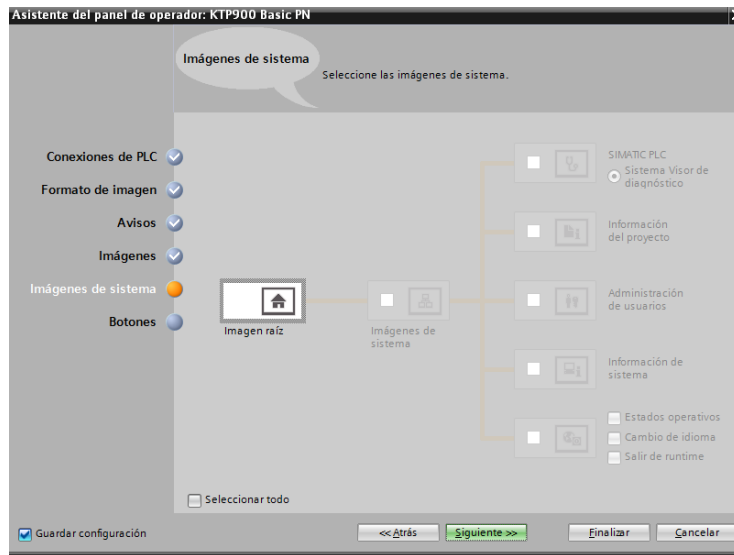 Asistente del panel de operador: KTP900 Basic PN
Imágenes de sistema
Seleccione las imágenes de sistema.
Conexiones de PLC
Formato de imagen
Avisos
Imágenes
Imágenes de sistema
Botones
Imagen raíz
Imágenes de
sistema
SIMATIC PLC
Sistema Visor de
diagnóstico
Información
del proyecto
Administración
de usuarios
Información de
sistema
Estados operativos
Cambio de idioma
Salir de runtime
Seleccionar todo
Guardar configuración
<< Atrás
Siguiente >>
Finalizar
Cancelar